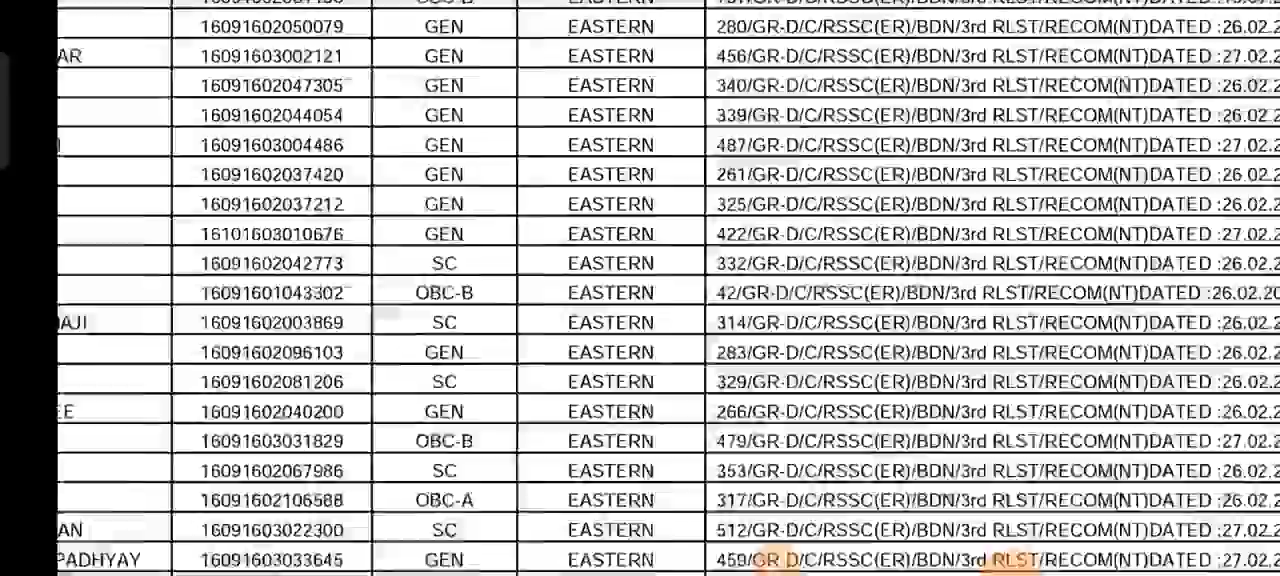 16091602050079 GEN EASTERN 280/GR-D/C/RSSC(ER)/BDN/3rd RLST/RECOM(NT)DATED :26.02.2
AR 16091603002121 GEN EASTERN 456/GR-D/C/RSSC(ER)/BDN/3rd RLST/RECOM(NT)DATED :27.02.2
16091602047305 GEN EASTERN 340/GR-D/C/RSSC(ER)/BDN/3rd RLST/RECOM(NT)DATED :26.02.2
16091602044054 GEN EASTERN 339/GR-D/C/RSSC(ER)/BDN/3rd RLST/RECOM(NT)DATED :26.02.2
16091603004486 GEN EASTERN 487/GR-D/C/RSSC(ER)/BDN/3rd RLST/RECOM(NT)DATED :27.02.2
16091602037420 GEN EASTERN 261/GR-D/C/RSSC(ER)/BDN/3rd RLST/RECOM(NT)DATED :26.02.2
16091602037212 GEN EASTERN 325/GR-D/C/RSSC(ER)/BDN/3rd RLST/RECOM(NT)DATED :26.02.2
16101603010676 GEN EASTERN 422/GR-D/C/RSSC(ER)/BDN/3rd RLST/RECOM(NT)DATED :27.02.2
16091602042773 SC EASTERN 332/GR-D/C/RSSC(ER)/BDN/3rd RLST/RECOM(NT)DATED :26.02.2
16091601043302 OBC-B EASTERN 42/GR-D/C/RSSC(ER)/BDN/3rd RLST/RECOM(NT)DATED :26.02.20
AJI 16091602003869 SC EASTERN 314/GR-D/C/RSSC(ER)/BDN/3rd RLST/RECOM(NT)DATED :26.02.2
16091602096103 GEN EASTERN 283/GR-D/C/RSSC(ER)/BDN/3rd RLST/RECOM(NT)DATED :26.02.2
16091602081206 SC EASTERN 329/GR-D/C/RSSC(ER)/BDN/3rd RLST/RECOM(NT)DATED :26.02.2
EE 16091602040200 GEN EASTERN 266/GR-D/C/RSSC(ER)/BDN/3rd RLST/RECOM(NT)DATED :26.02.2
16091603031829 OBC-B EASTERN 479/GR-D/C/RSSC(ER)/BDN/3rd RLST/RECOM(NT)DATED :27.02.2
16091602067986 SC EASTERN 353/GR-D/C/RSSC(ER)/BDN/3rd RLST/RECOM(NT)DATED :26.02.2
16091602106588 OBC-A EASTERN 317/GR-D/C/RSSC(ER)/BDN/3rd RLST/RECOM(NT)DATED :26.02.2
AN 16091603022300 SC EASTERN 512/GR-D/C/RSSC(ER)/BDN/3rd RLST/RECOM(NT)DATED :27.02.2
PADHYAY 16091603033645 GEN EASTERN 459/GR-D/C/RSSC(ER)/BDN/3rd RLST/RECOM(NT)DATED :27.02.2